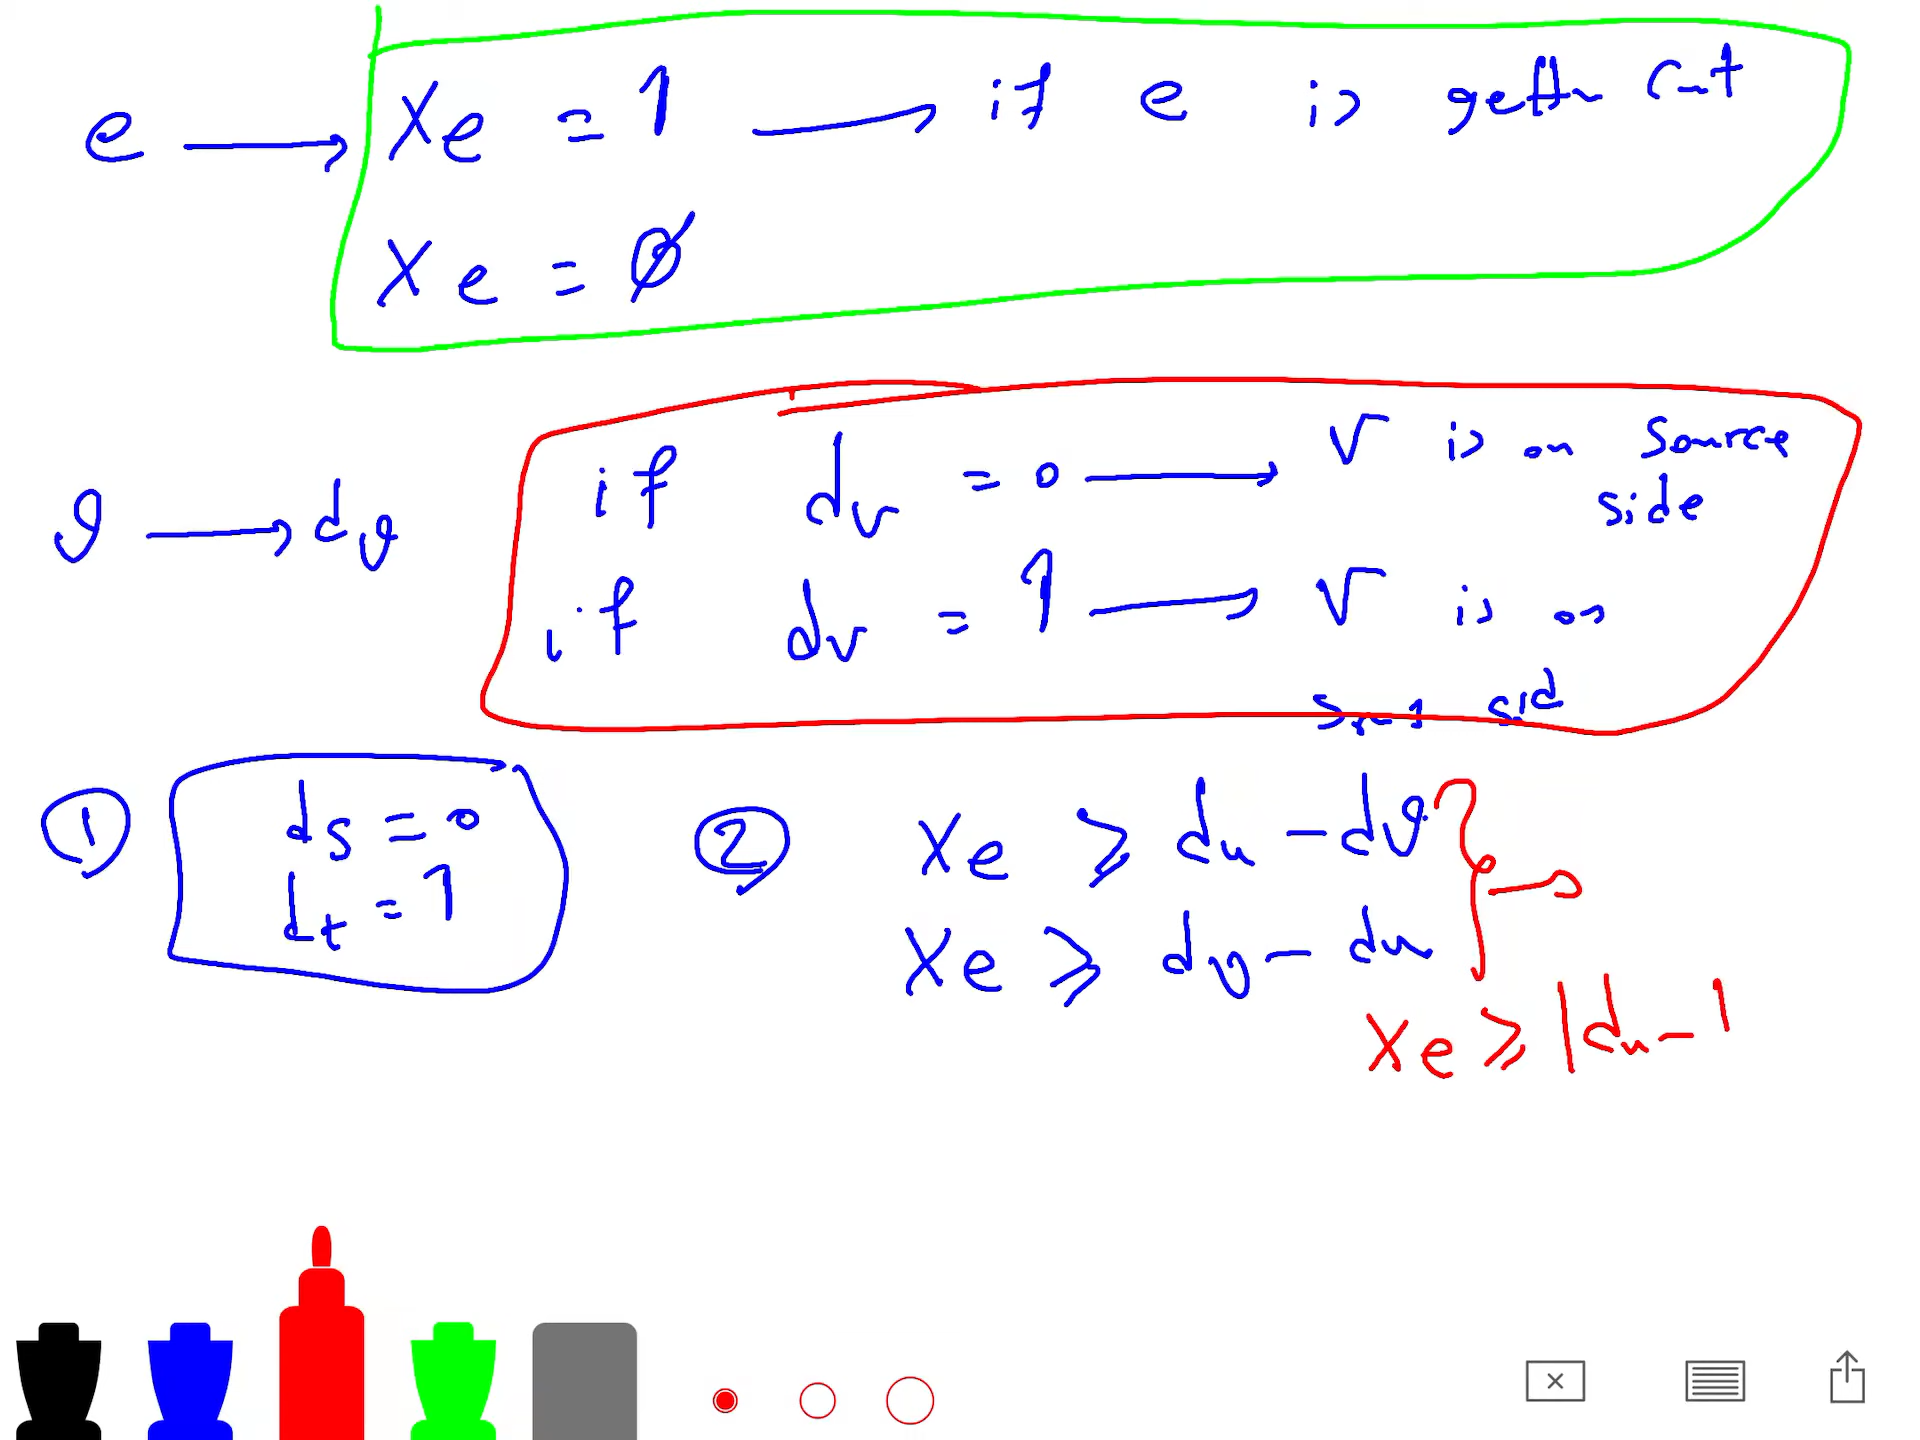 e → Xe = 1 → if e is gettn cut
Xe = 0
v → dv
if dv = 0 → v is on source
side
if dv = 1 → v is on
sid
① ds = 0
dt = 1
② Xe ≥ du - dv
Xe ≥ dv - du
Xe ≥ |du - 1